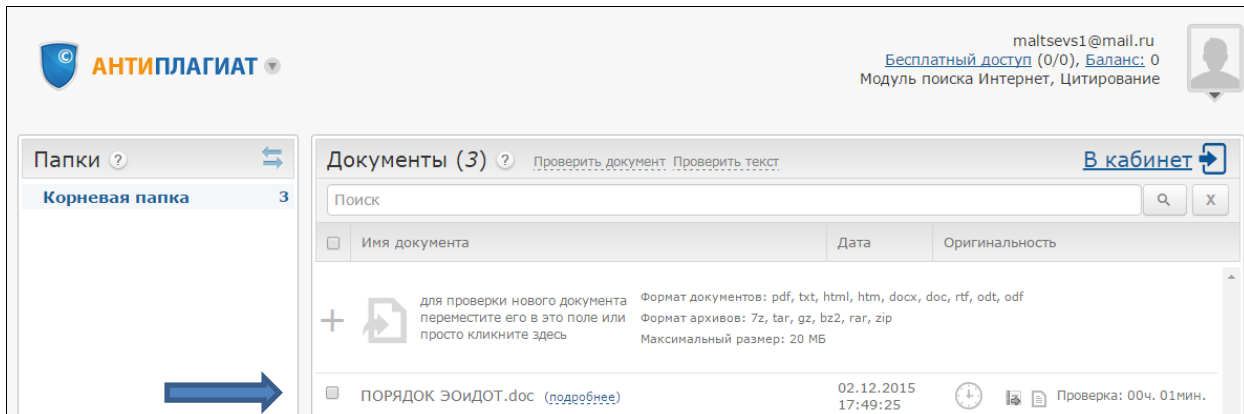 АНТИПЛАГИАТ
maltsevs1@mail.ru
Бесплатный доступ (0/0), Баланс: 0
Модуль поиска Интернет, Цитирование
Папки ?
Корневая папка 3
Документы (3) ? Проверить документ Проверить текст В кабинет
Поиск X
Имя документа Дата Оригинальность
для проверки нового документа
переместите его в это поле или
просто кликните здесь
Формат документов: pdf, txt, html, htm, docx, doc, rtf, odt, odf
Формат архивов: 7z, tar, gz, bz2, rar, zip
Максимальный размер: 20 МБ
ПОРЯДОК ЭОиДОТ.doc (подробнее) 02.12.2015
17:49:25 Проверка: 00ч. 01мин.